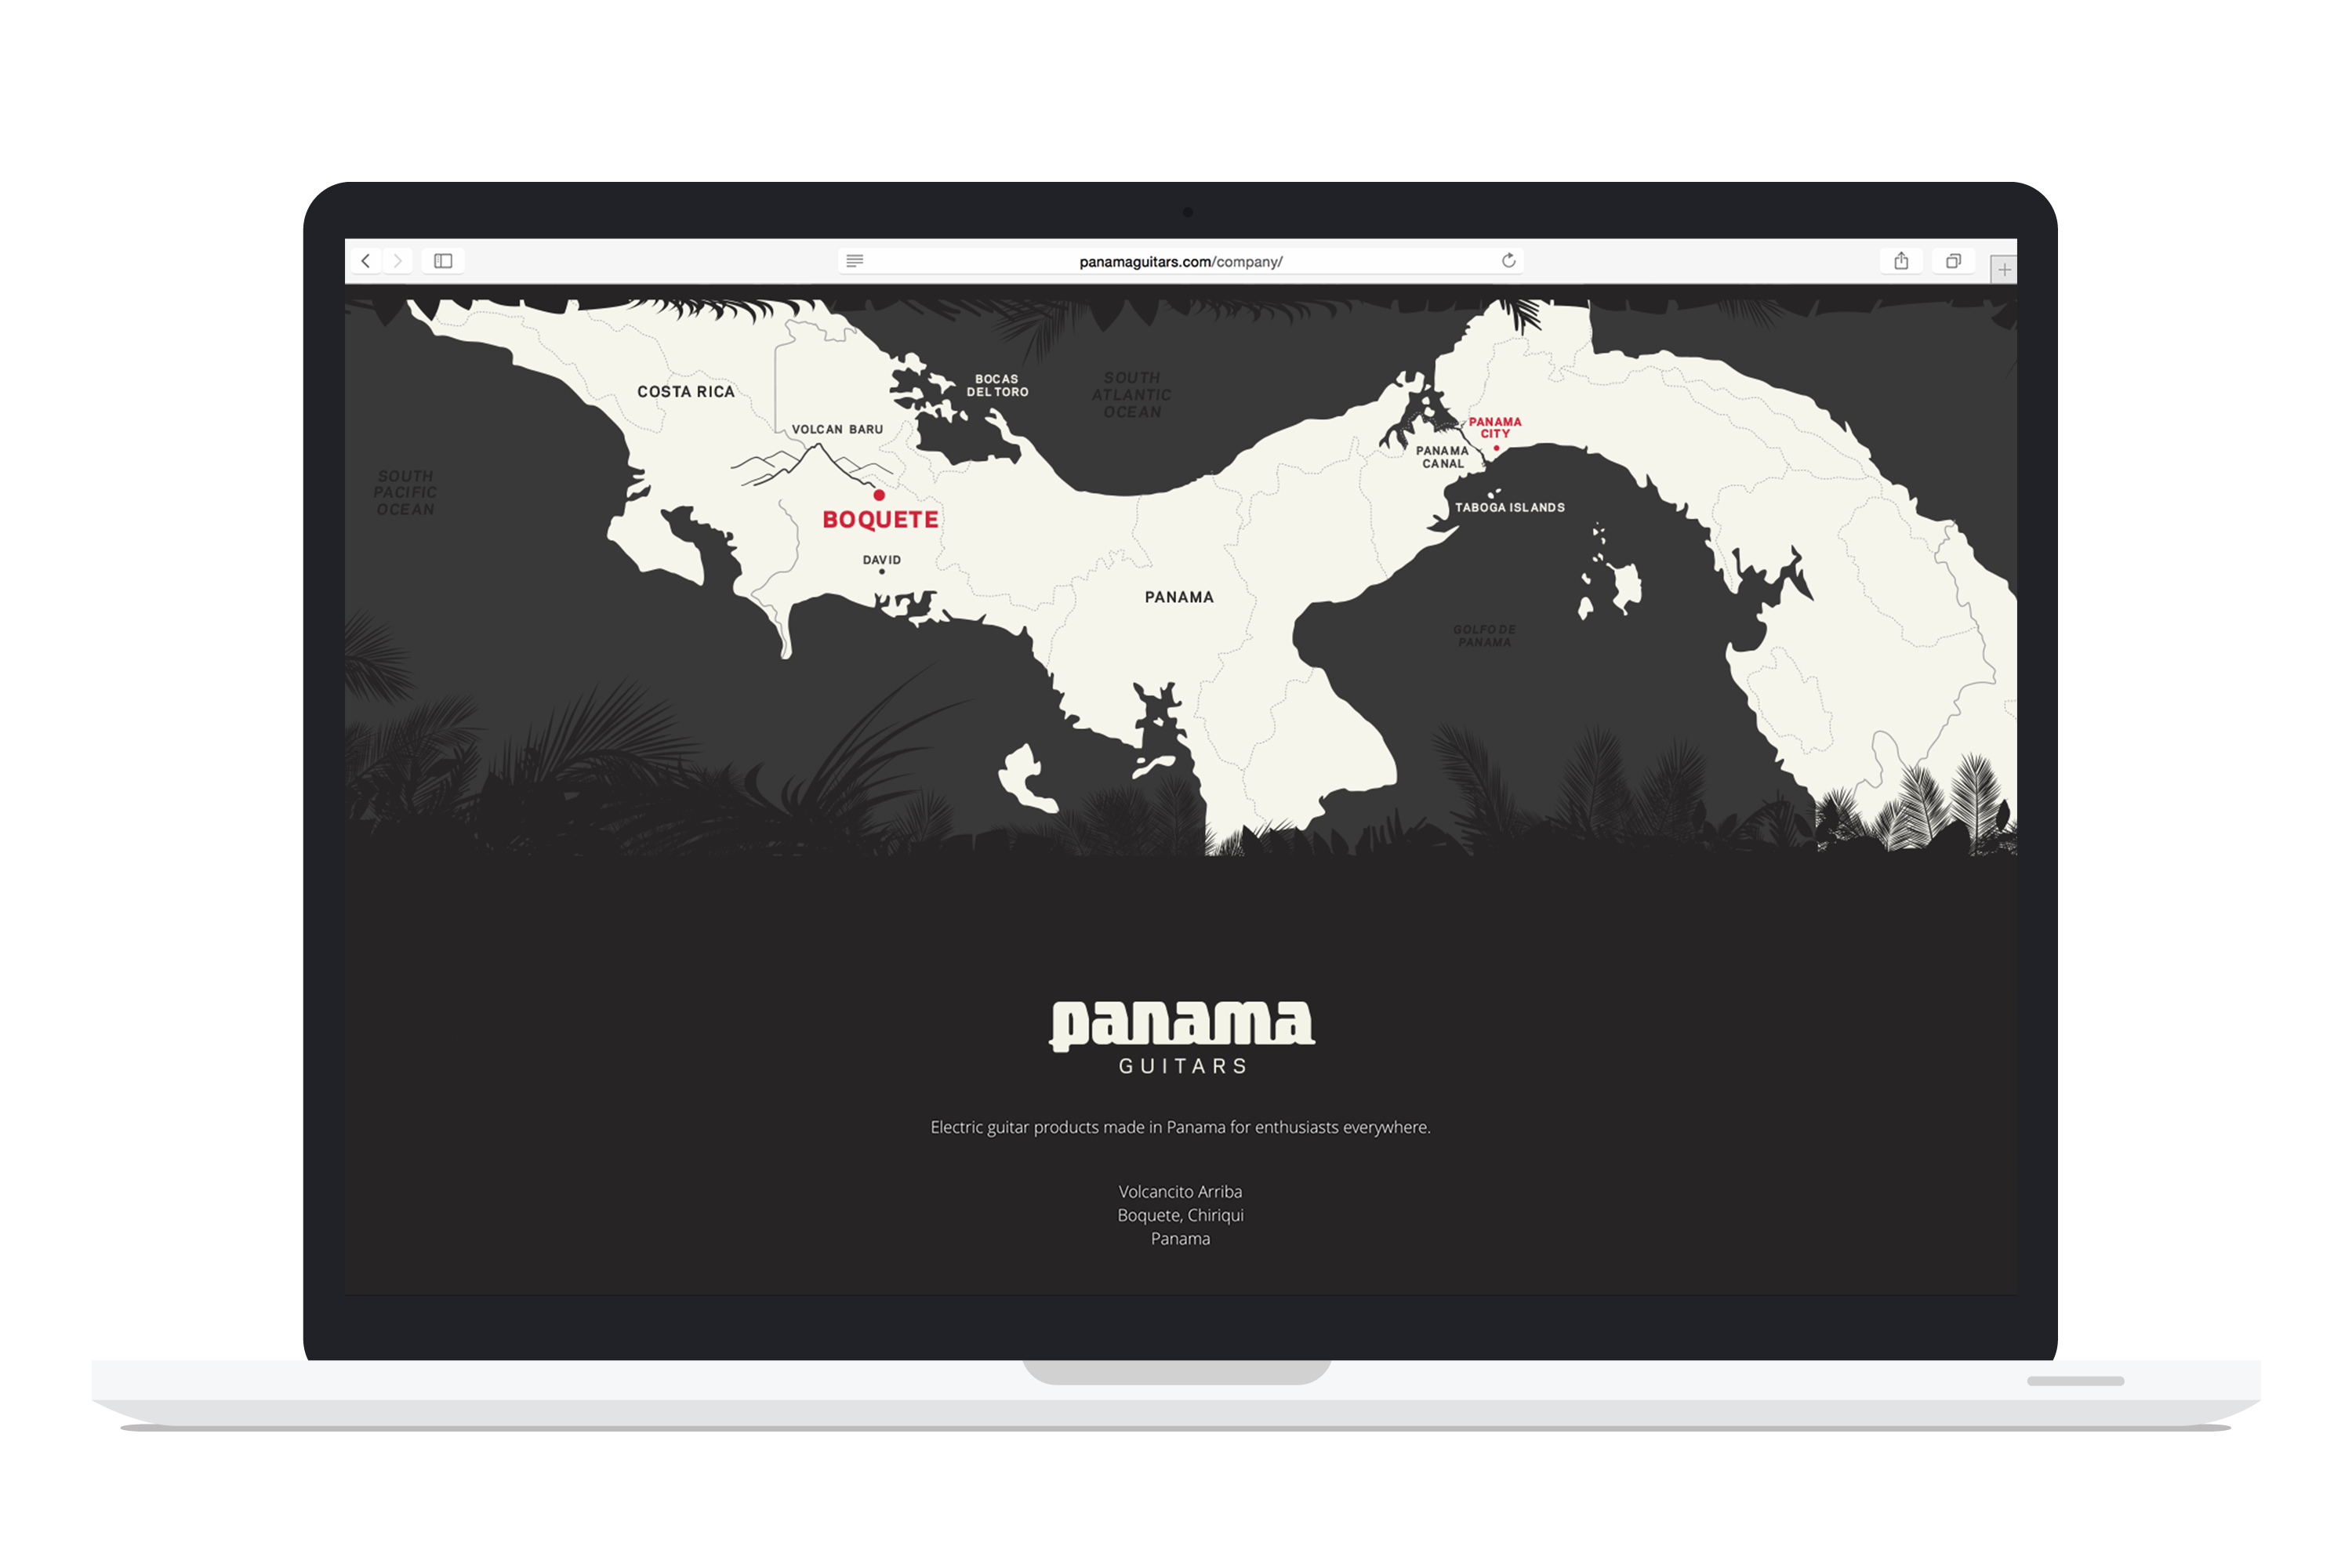 panamaguitars.com/company/
BOCAS
DEL TORO
SOUTH
ATLANTIC
OCEAN
COSTA RICA
VOLCAN BARU
PANAMA
CITY
PANAMA
CANAL
SOUTH
PACIFIC
OCEAN
BOQUETE
TABOGA ISLANDS
DAVID
PANAMA
GOLFO DE
PANAMA
panama
GUITARS
Electric guitar products made in Panama for enthusiasts everywhere.
Volcancito Arriba
Boquete, Chiriqui
Panama